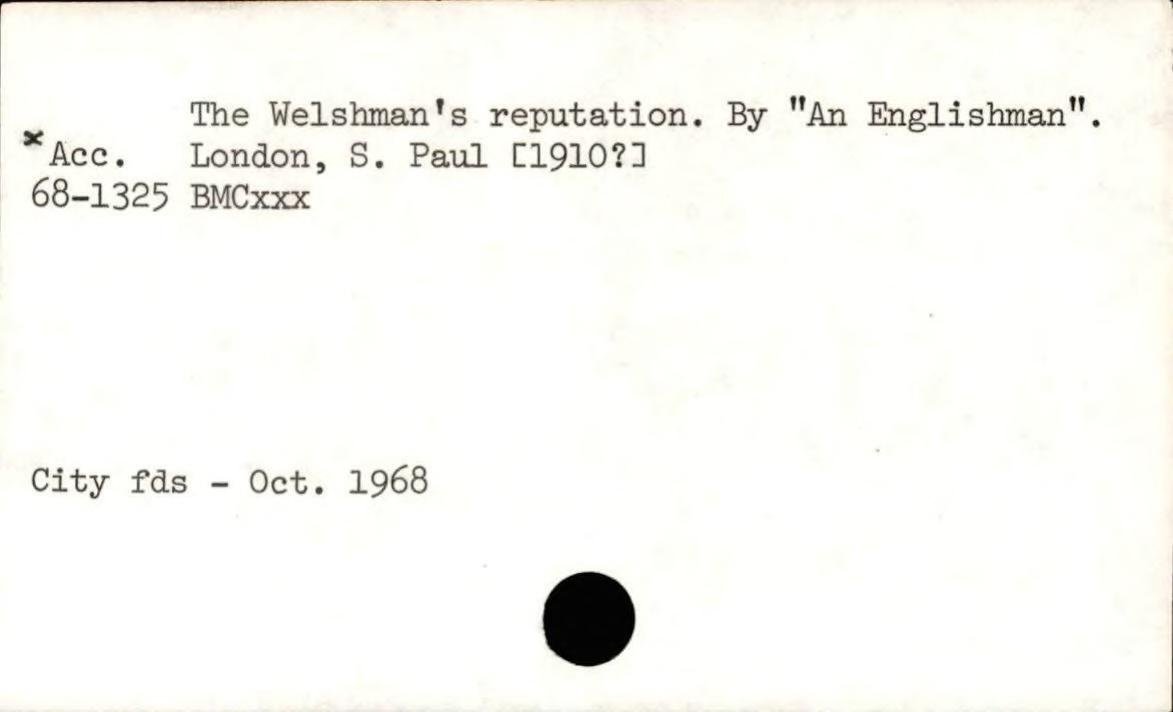 The Welshman's reputation. By "An Englishman".
*Acc. London, S. Paul [1910?]
68-1325 BMCxxx
City fds - Oct. 1968